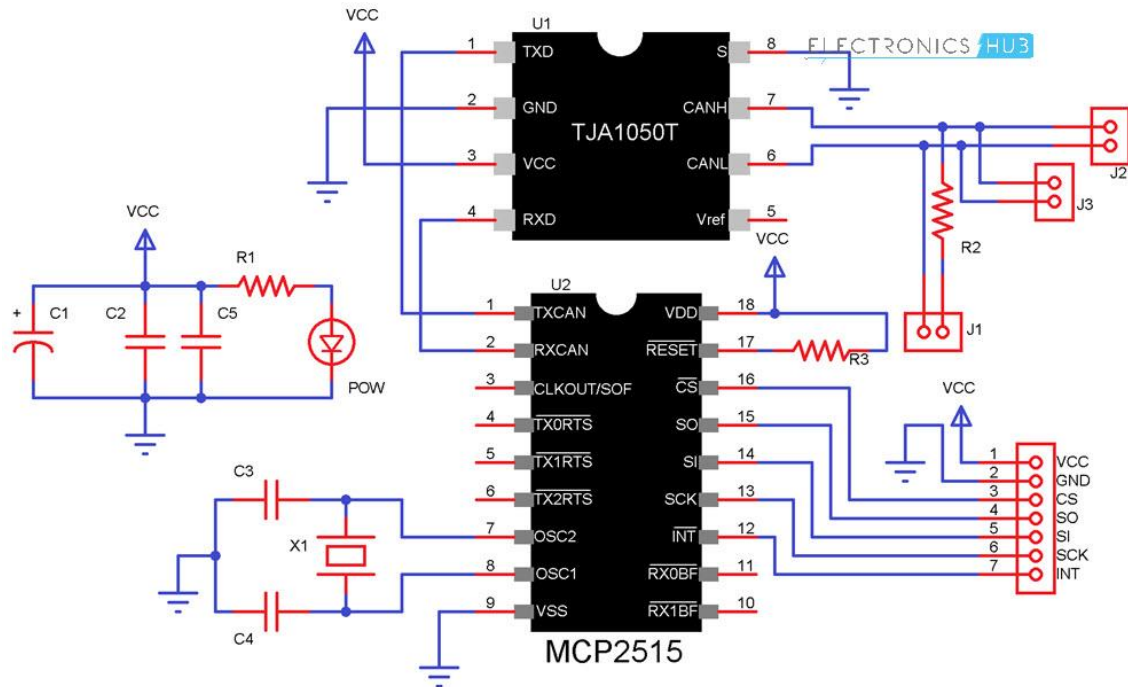 VCC
U1
ELECTRONICS HUB
1
TXD
S
8
2
GND
CANH
7
TJA1050T
3
VCC
CANL
6
4
RXD
Vref
5
J2
J3
R2
J1
VCC
R1
+
C1
C2
C5
POW
VCC
U2
1
TXCAN
VDD
18
2
RXCAN
RESET
17
R3
3
CLKOUT/SOF
CS
16
4
TX0RTS
SO
15
5
TX1RTS
SI
14
6
TX2RTS
SCK
13
7
OSC2
INT
12
8
OSC1
RX0BF
11
9
VSS
RX1BF
10
MCP2515
C3
X1
C4
VCC
1
VCC
2
GND
3
CS
4
SO
5
SI
6
SCK
7
INT